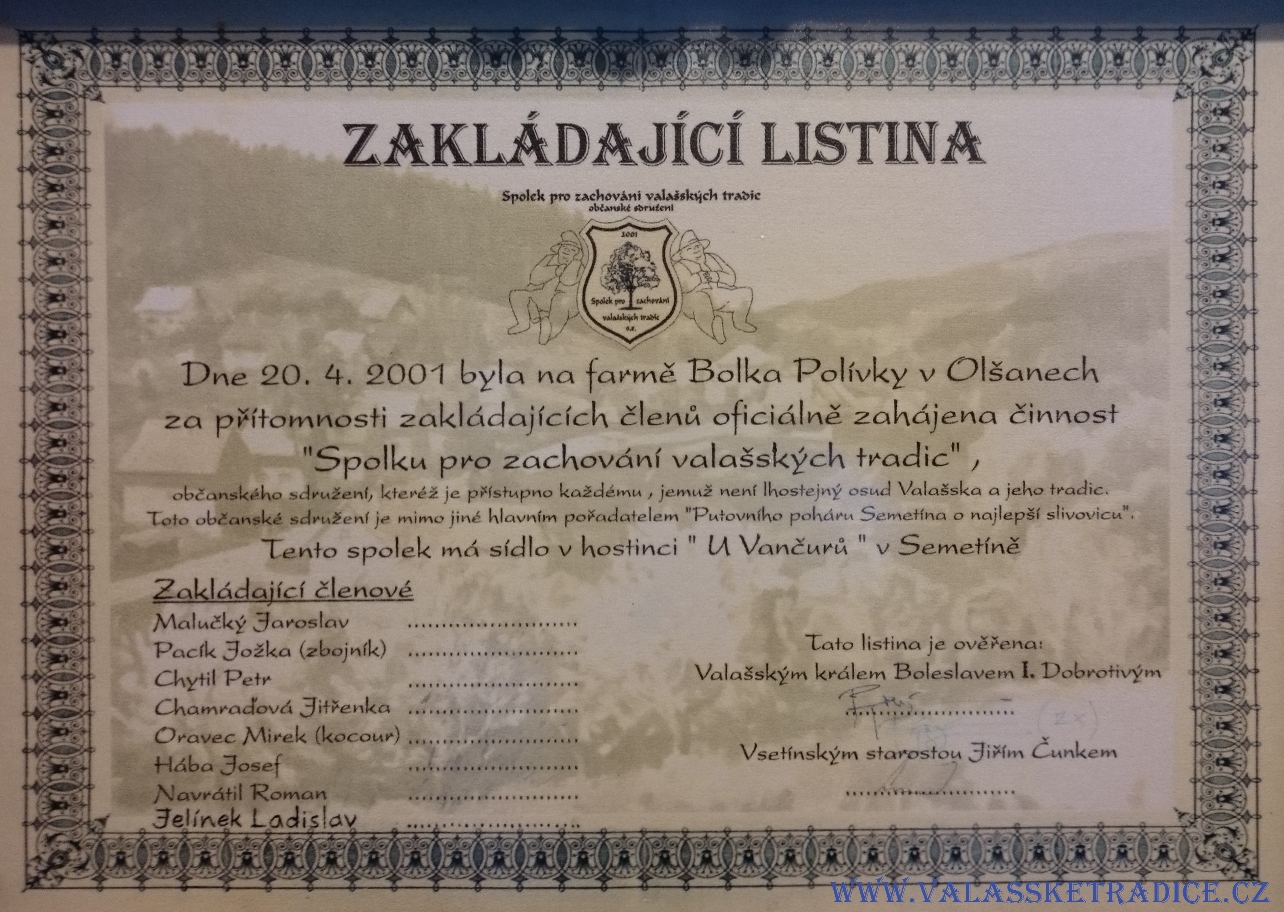 ZAKLÁDAJÍCÍ LISTINA
Spolek pro zachování valašských tradic
občanské sdružení
2001
Spolek pro zachování
valašských tradic
o.s.
Dne 20. 4. 2001 byla na farmě Bolka Polívky v Olšanech
za přítomnosti zakládajících členů oficiálně zahájena činnost
"Spolku pro zachování valašských tradic" ,
občanského sdružení, kteréž je přístupno každému , jemuž není lhostejný osud Valašska a jeho tradic.
Toto občanské sdružení je mimo jiné hlavním pořadatelem "Putovního poháru Semetína o nejlepší slivovicu".
Tento spolek má sídlo v hostinci " U Vančurů " v Semetíně
Zakládající členové
Malučký Jaroslav ..............................
Pacík Jožka (zbojník) ..............................
Chytil Petr ..............................
Chamraďová Jitřenka ..............................
Oravec Mirek (kocour) ..............................
Hába Josef ..............................
Navrátil Roman ..............................
Jelínek Ladislav ..............................
Tato listina je ověřena:
Valašským králem Boleslavem I. Dobrotivým
..............................
(2x)
Vsetínským starostou Jiřím Čunkem
..............................
WWW.VALASSKETRADICE.CZ